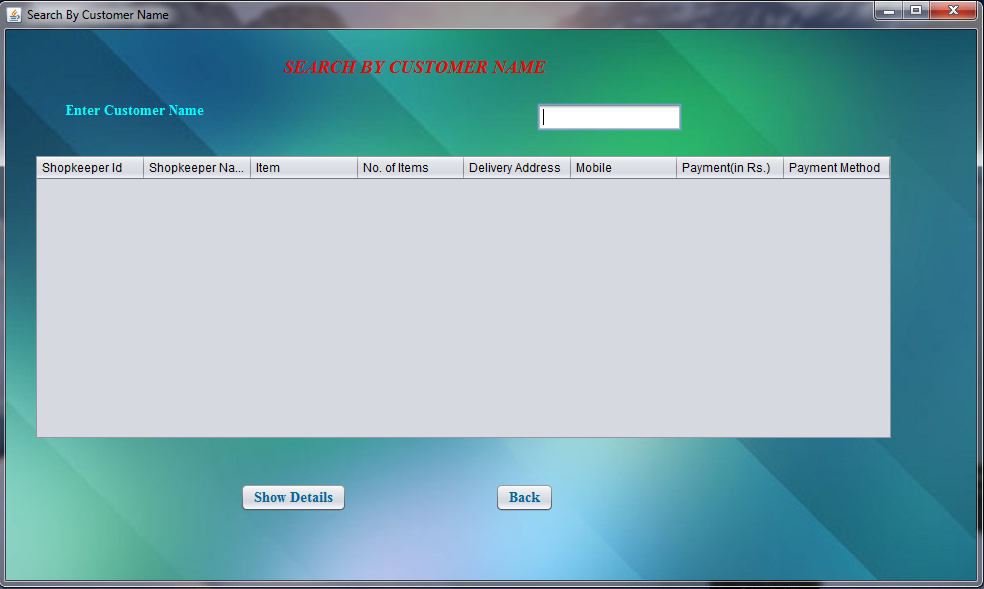 Search By Customer Name
SEARCH BY CUSTOMER NAME
Enter Customer Name
Shopkeeper Id Shopkeeper Na... Item No. of Items Delivery Address Mobile Payment(in Rs.) Payment Method
Show Details Back